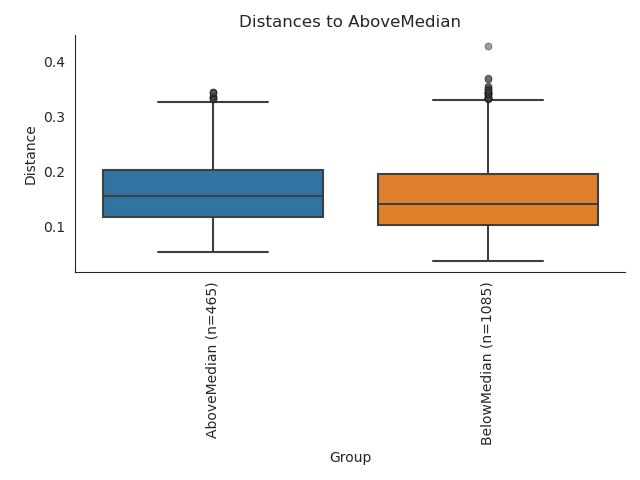 Distances to AboveMedian
Distance
0.4
0.3
0.2
0.1
AboveMedian (n=465)
BelowMedian (n=1085)
Group